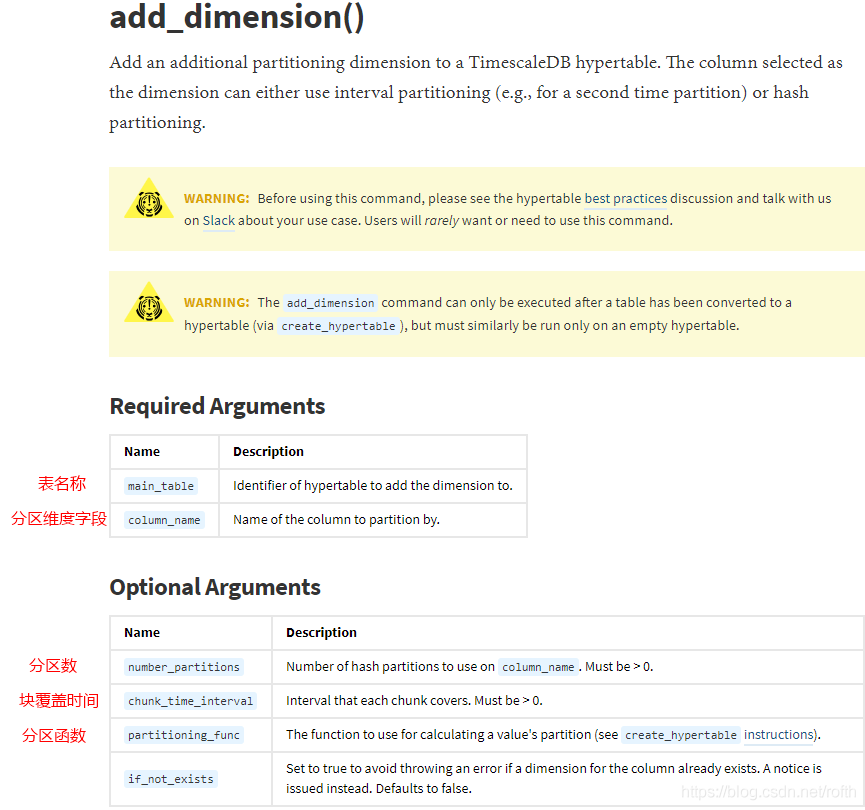 add_dimension()
Add an additional partitioning dimension to a TimescaleDB hypertable. The column selected as
the dimension can either use interval partitioning (e.g., for a second time partition) or hash
partitioning.
WARNING: Before using this command, please see the hypertable best practices discussion and talk with us
on Slack about your use case. Users will rarely want or need to use this command.
WARNING: The add_dimension command can only be executed after a table has been converted to a
hypertable (via create_hypertable), but must similarly be run only on an empty hypertable.
Required Arguments
Name Description
表名称 main_table Identifier of hypertable to add the dimension to.
分区维度字段 column_name Name of the column to partition by.
Optional Arguments
Name Description
分区数 number_partitions Number of hash partitions to use on column_name. Must be > 0.
块覆盖时间 chunk_time_interval Interval that each chunk covers. Must be > 0.
分区函数 partitioning_func The function to use for calculating a value's partition (see create_hypertable instructions).
if_not_exists Set to true to avoid throwing an error if a dimension for the column already exists. A notice is
issued instead. Defaults to false.
https://blog.csdn.net/rofth